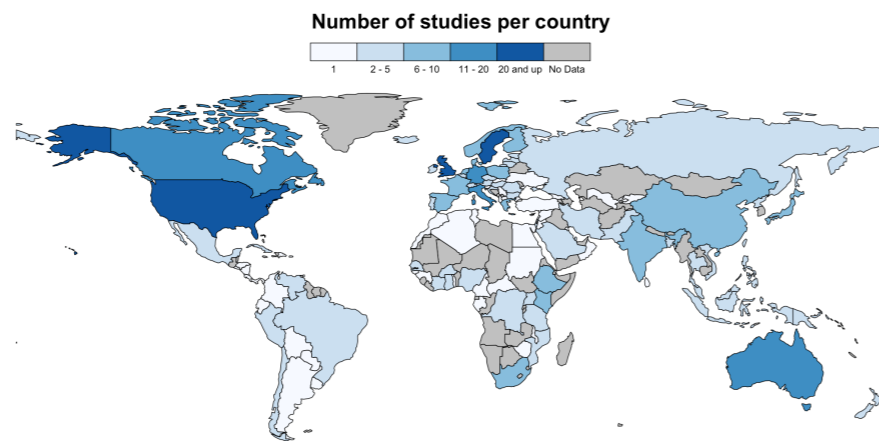 Number of studies per country
1 2 - 5 6 - 10 11 - 20 20 and up No Data